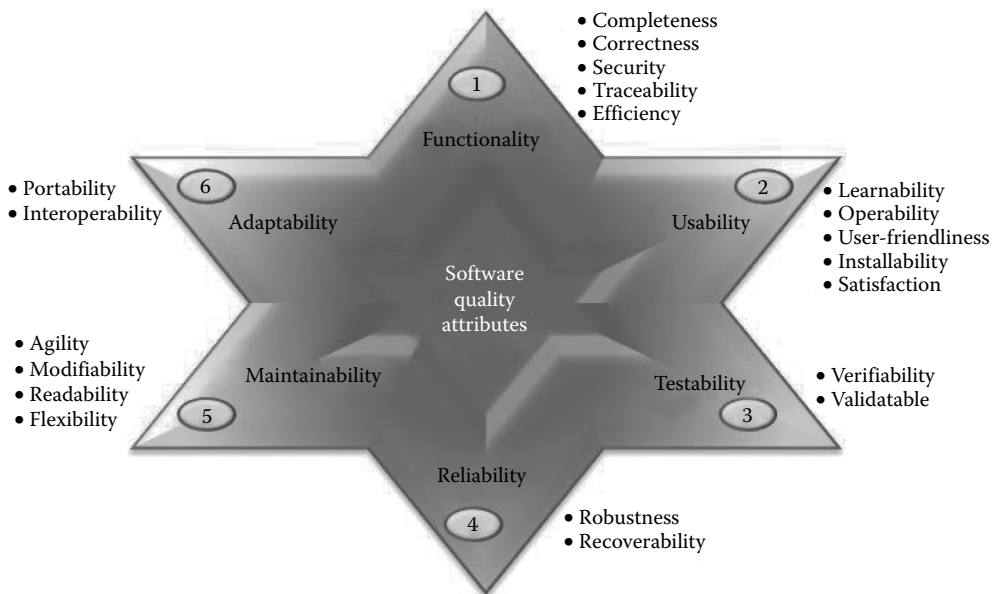 • Completeness
• Correctness
• Security
• Traceability
• Efficiency
1
Functionality
2
Usability
• Learnability
• Operability
• User-friendliness
• Installability
• Satisfaction
3
Testability
• Verifiability
• Validatable
4
Reliability
• Robustness
• Recoverability
5
Maintainability
• Agility
• Modifiability
• Readability
• Flexibility
6
Adaptability
• Portability
• Interoperability
Software
quality
attributes